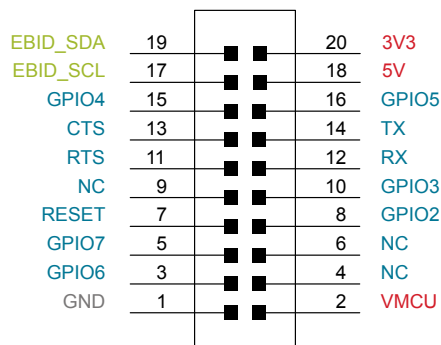 EBID_SDA 19 20 3V3
EBID_SCL 17 18 5V
GPIO4 15 16 GPIO5
CTS 13 14 TX
RTS 11 12 RX
NC 9 10 GPIO3
RESET 7 8 GPIO2
GPIO7 5 6 NC
GPIO6 3 4 NC
GND 1 2 VMCU